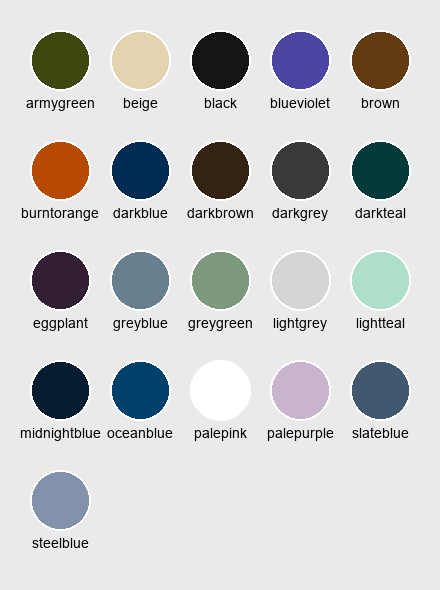 armygreen beige black blueviolet brown
burntorange darkblue darkbrown darkgrey darkteal
eggplant greyblue greygreen lightgrey lightteal
midnightblue oceanblue palepink palepurple slateblue
steelblue